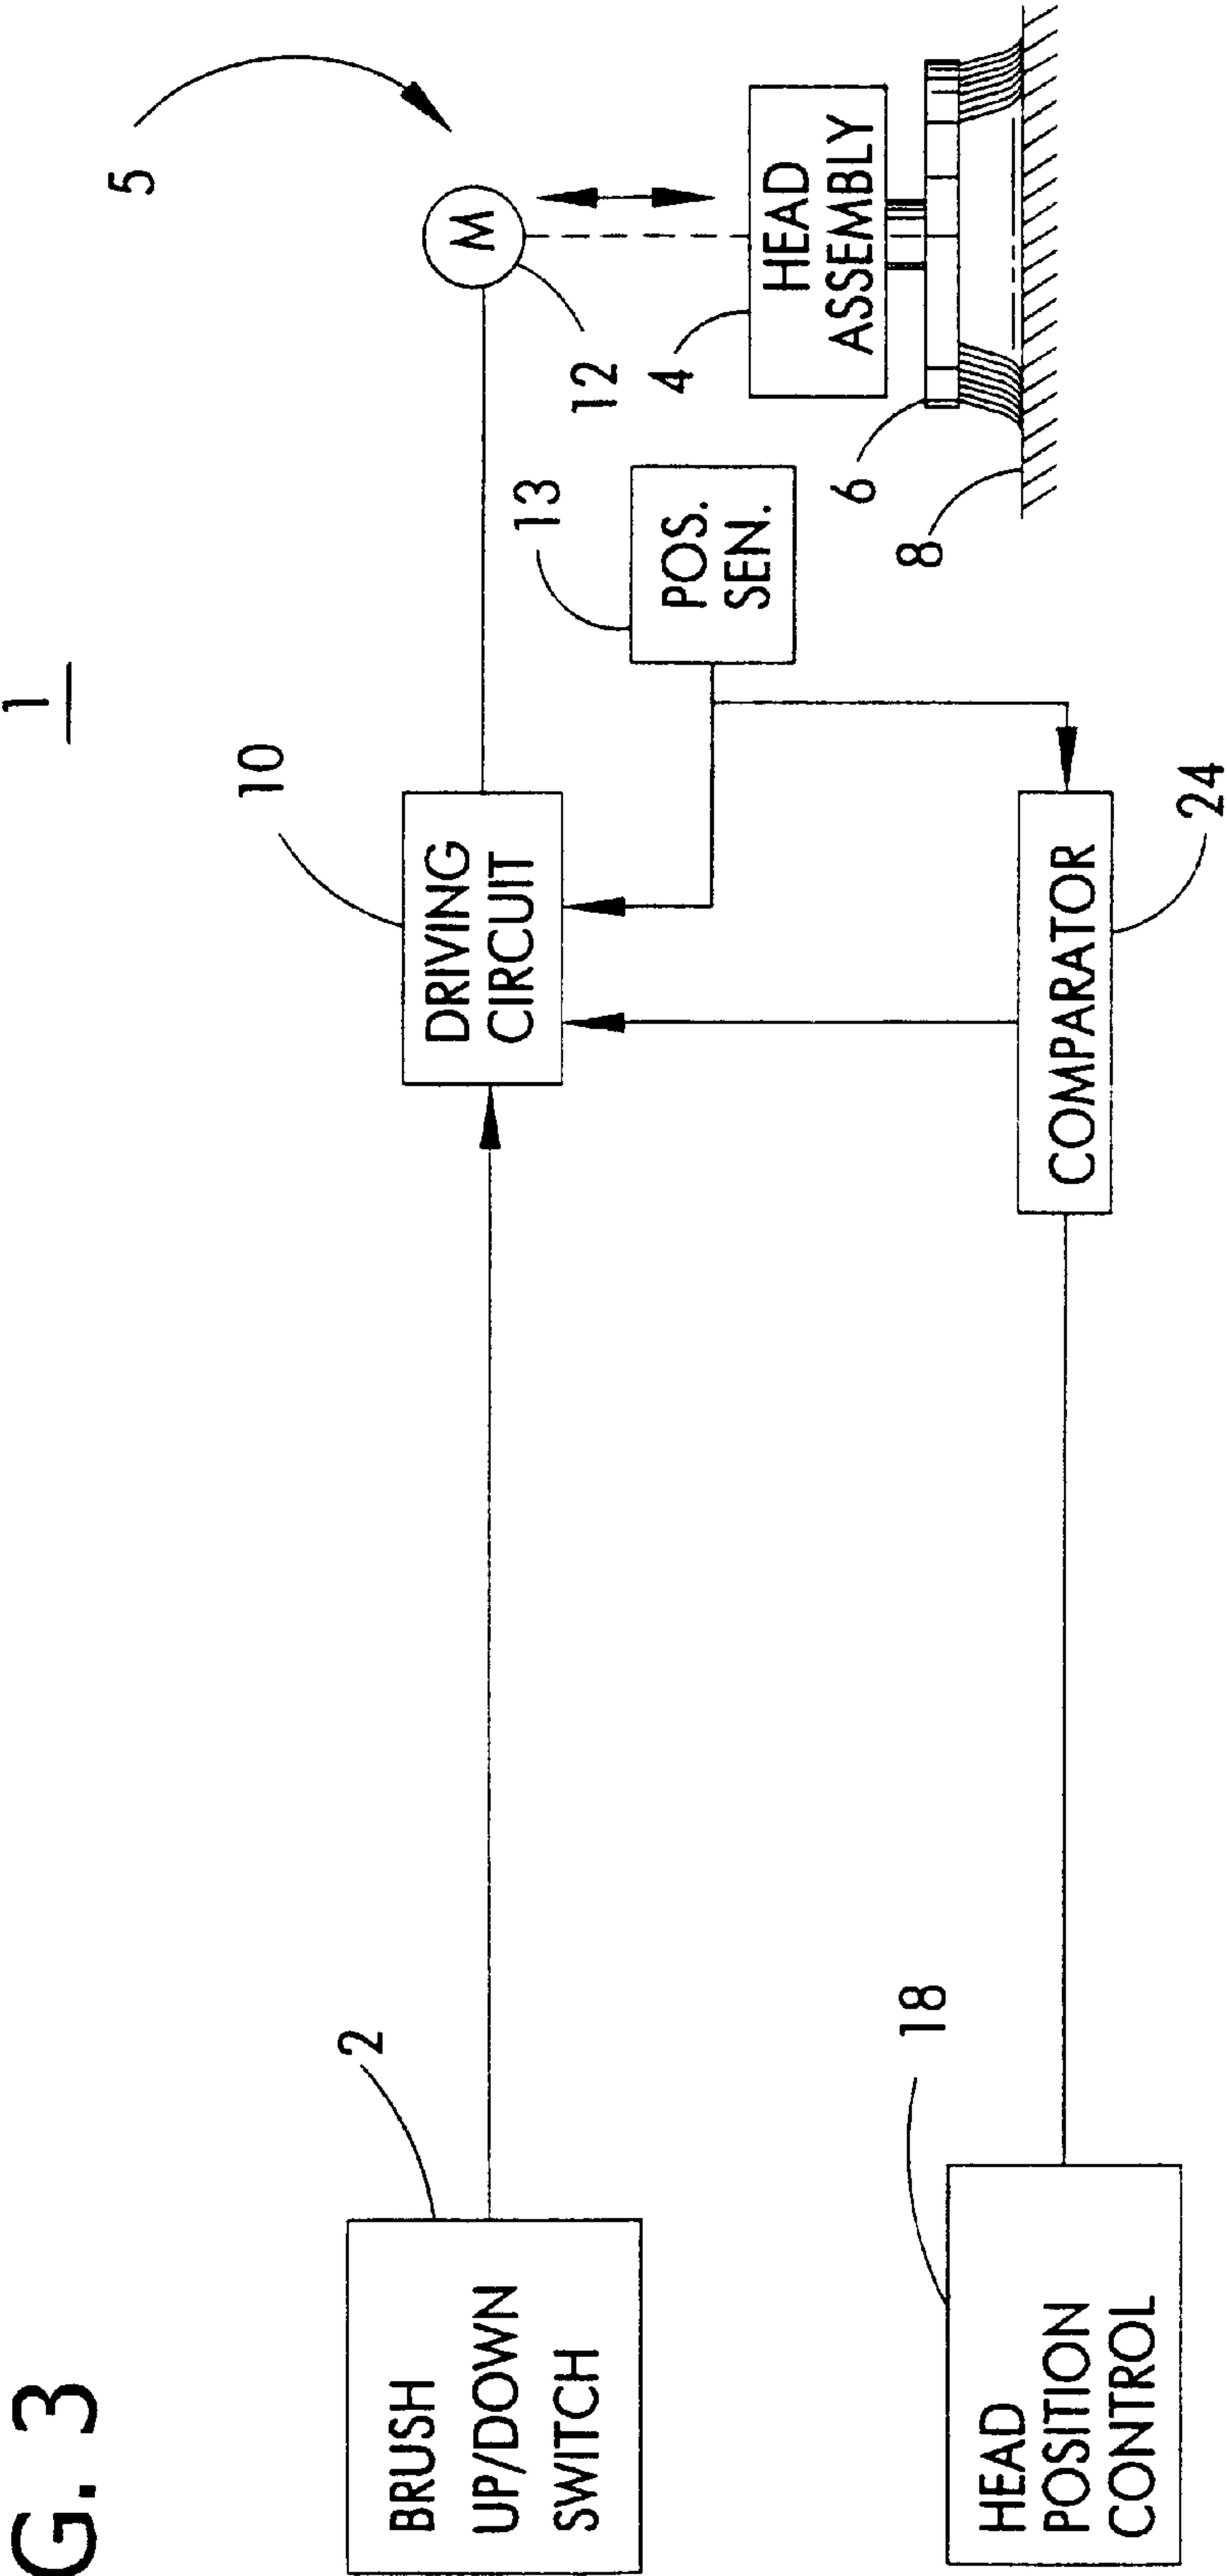 G. 3
1
5
BRUSH
UP/DOWN
SWITCH
2
DRIVING
CIRCUIT
10
M
12
13
POS.
SEN.
HEAD
ASSEMBLY
4
6
8
HEAD
POSITION
CONTROL
18
COMPARATOR
24